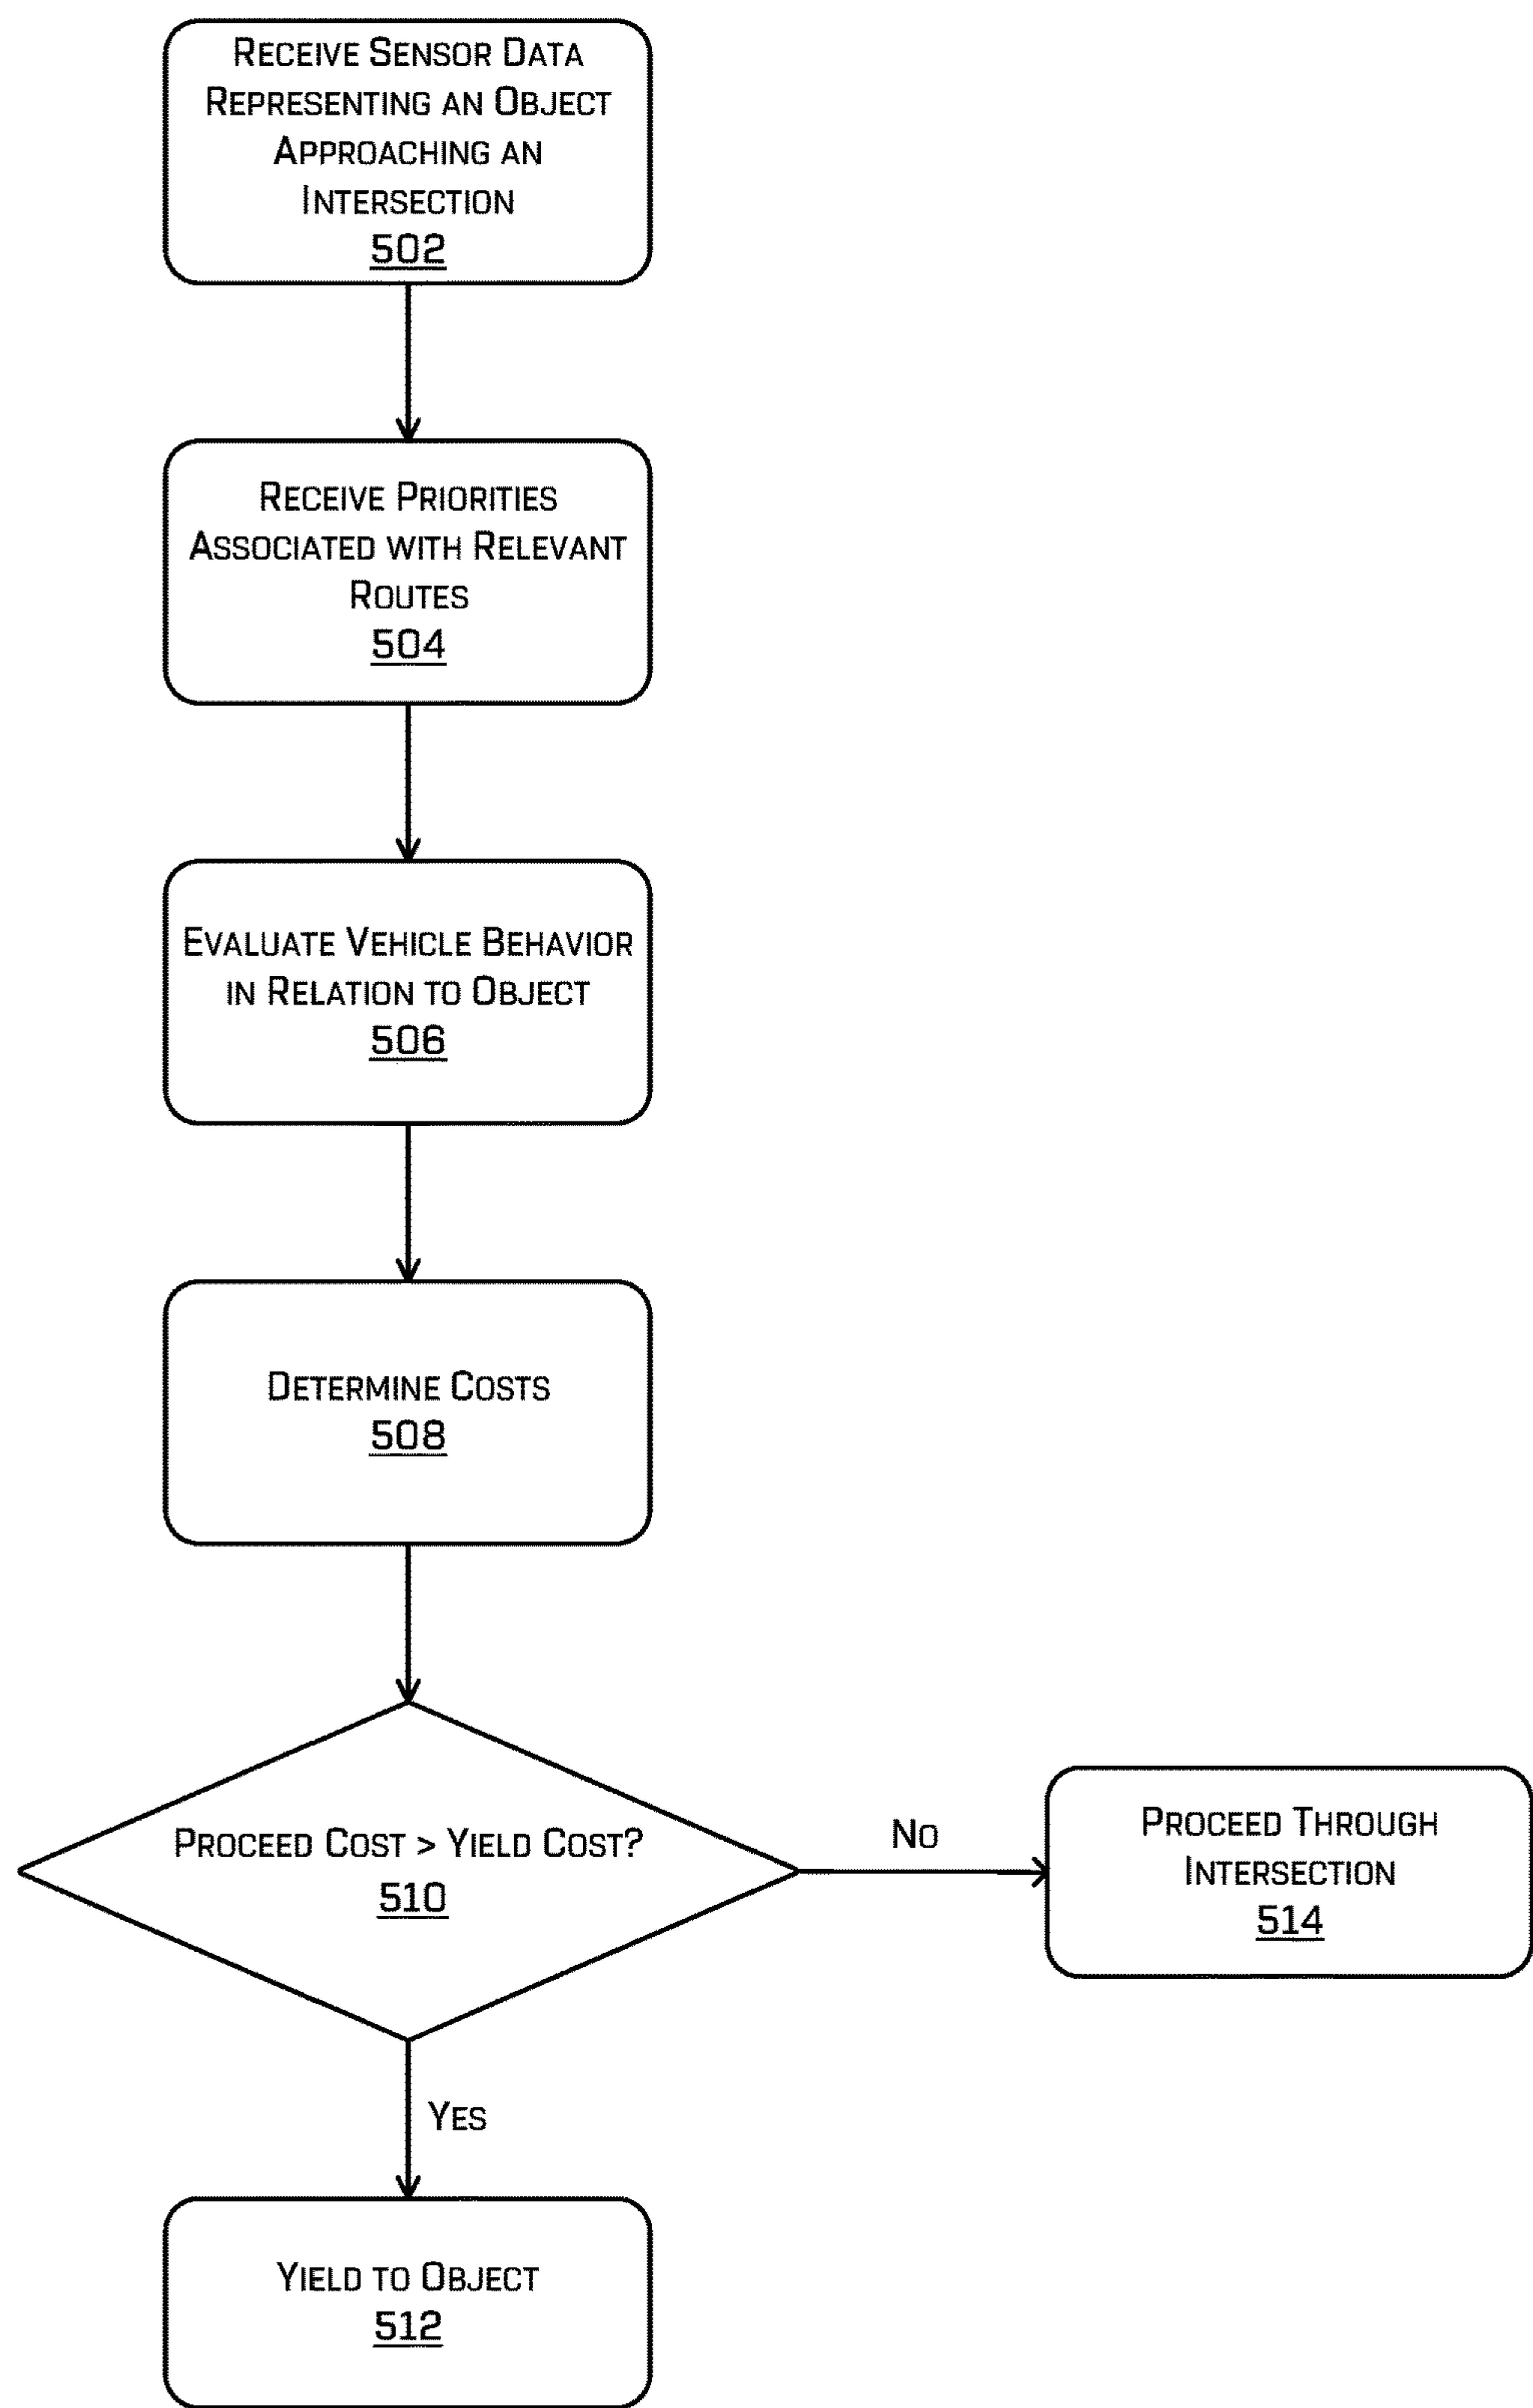 Receive Sensor Data
Representing an Object
Approaching an
Intersection
502
Receive Priorities
Associated with Relevant
Routes
504
Evaluate Vehicle Behavior
in Relation to Object
506
Determine Costs
508
Proceed Cost > Yield Cost?
510
No
Proceed Through
Intersection
514
Yes
Yield to Object
512